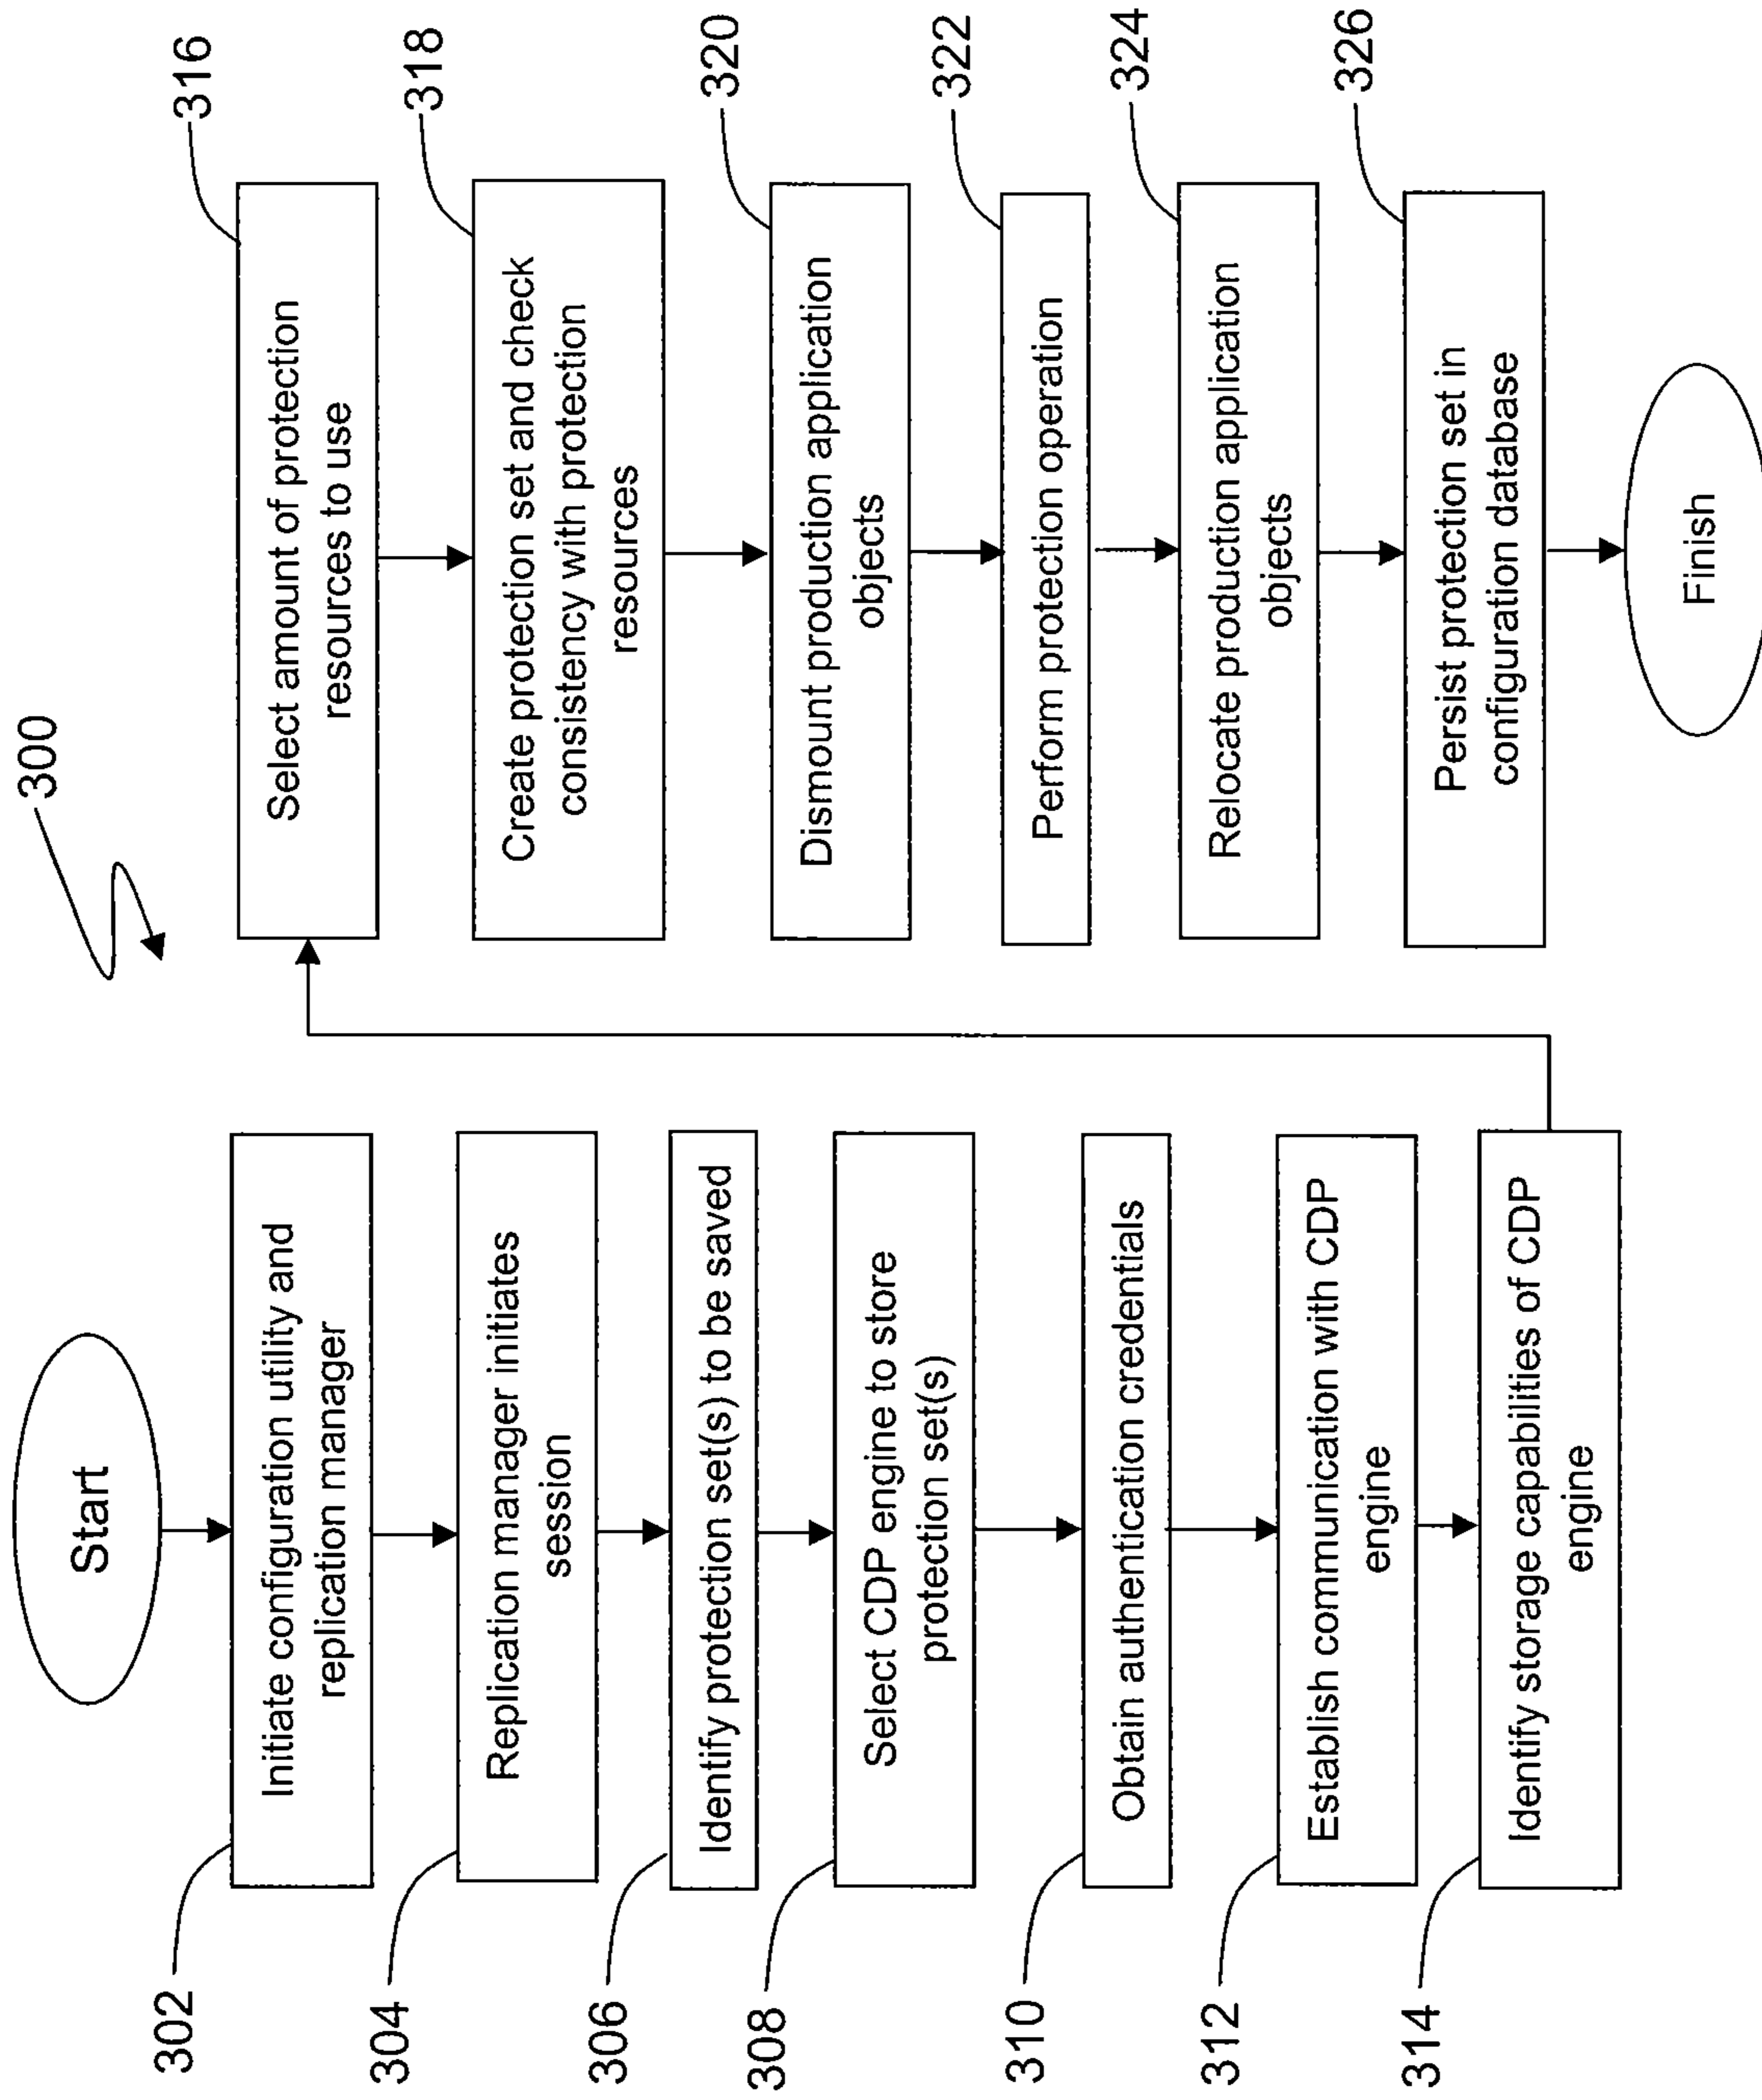 300
Start
302
Initiate configuration utility and
replication manager
304
Replication manager initiates
session
306
Identify protection set(s) to be saved
308
Select CDP engine to store
protection set(s)
310
Obtain authentication credentials
312
Establish communication with CDP
engine
314
Identify storage capabilities of CDP
engine
316
Select amount of protection
resources to use
318
Create protection set and check
consistency with protection
resources
320
Dismount production application
objects
322
Perform protection operation
324
Relocate production application
objects
326
Persist protection set in
configuration database
Finish